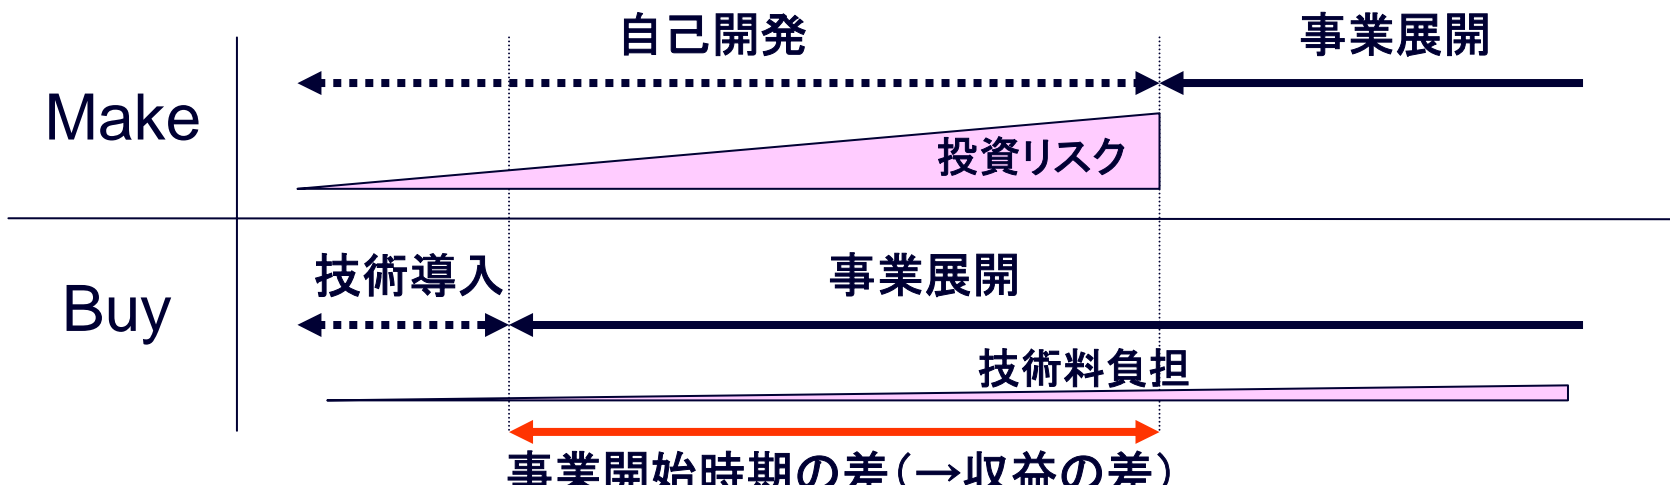 自己開発
事業展開
Make
投資リスク
技術導入
事業展開
Buy
技術料負担
事業開始時期の差(→収益の差)